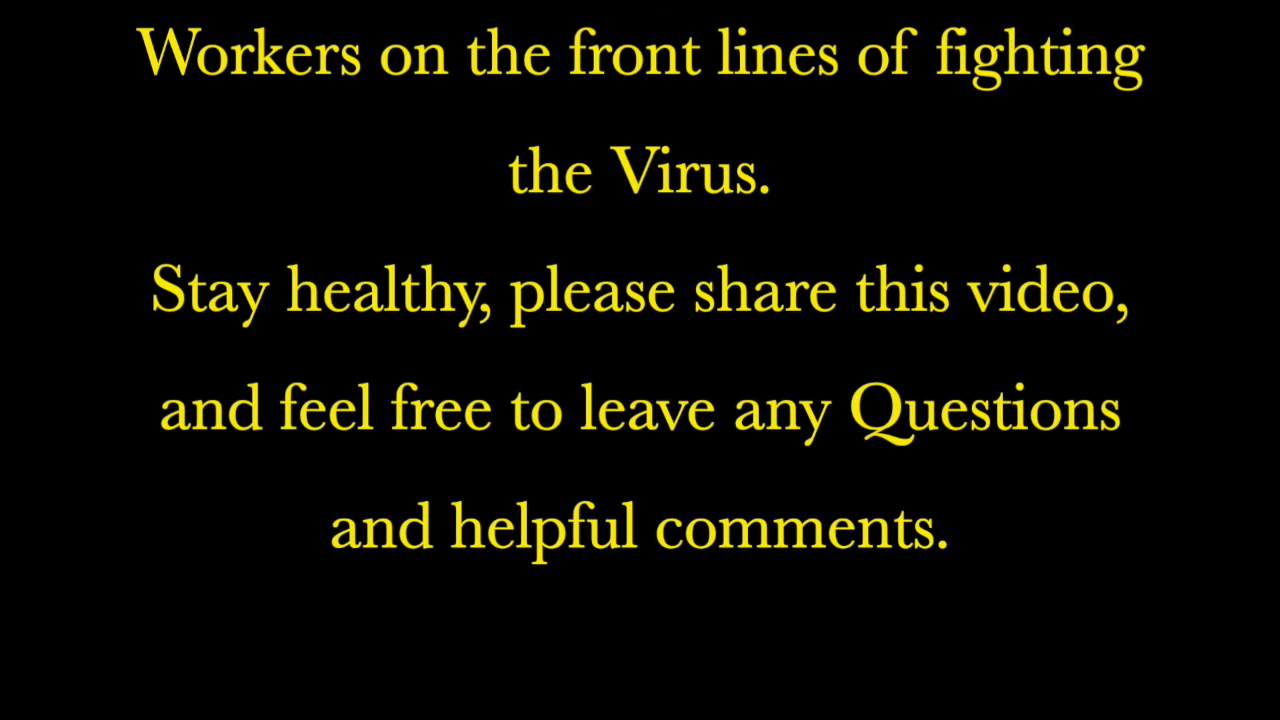 Workers on the front lines of fighting
the Virus.
Stay healthy, please share this video,
and feel free to leave any Questions
and helpful comments.